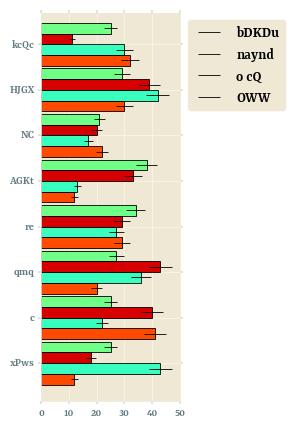 kcQc
HJGX
NC
AGKt
re
qmq
c
xPws
0 10 20 30 40 50
bDKDu
naynd
o cQ
OWW